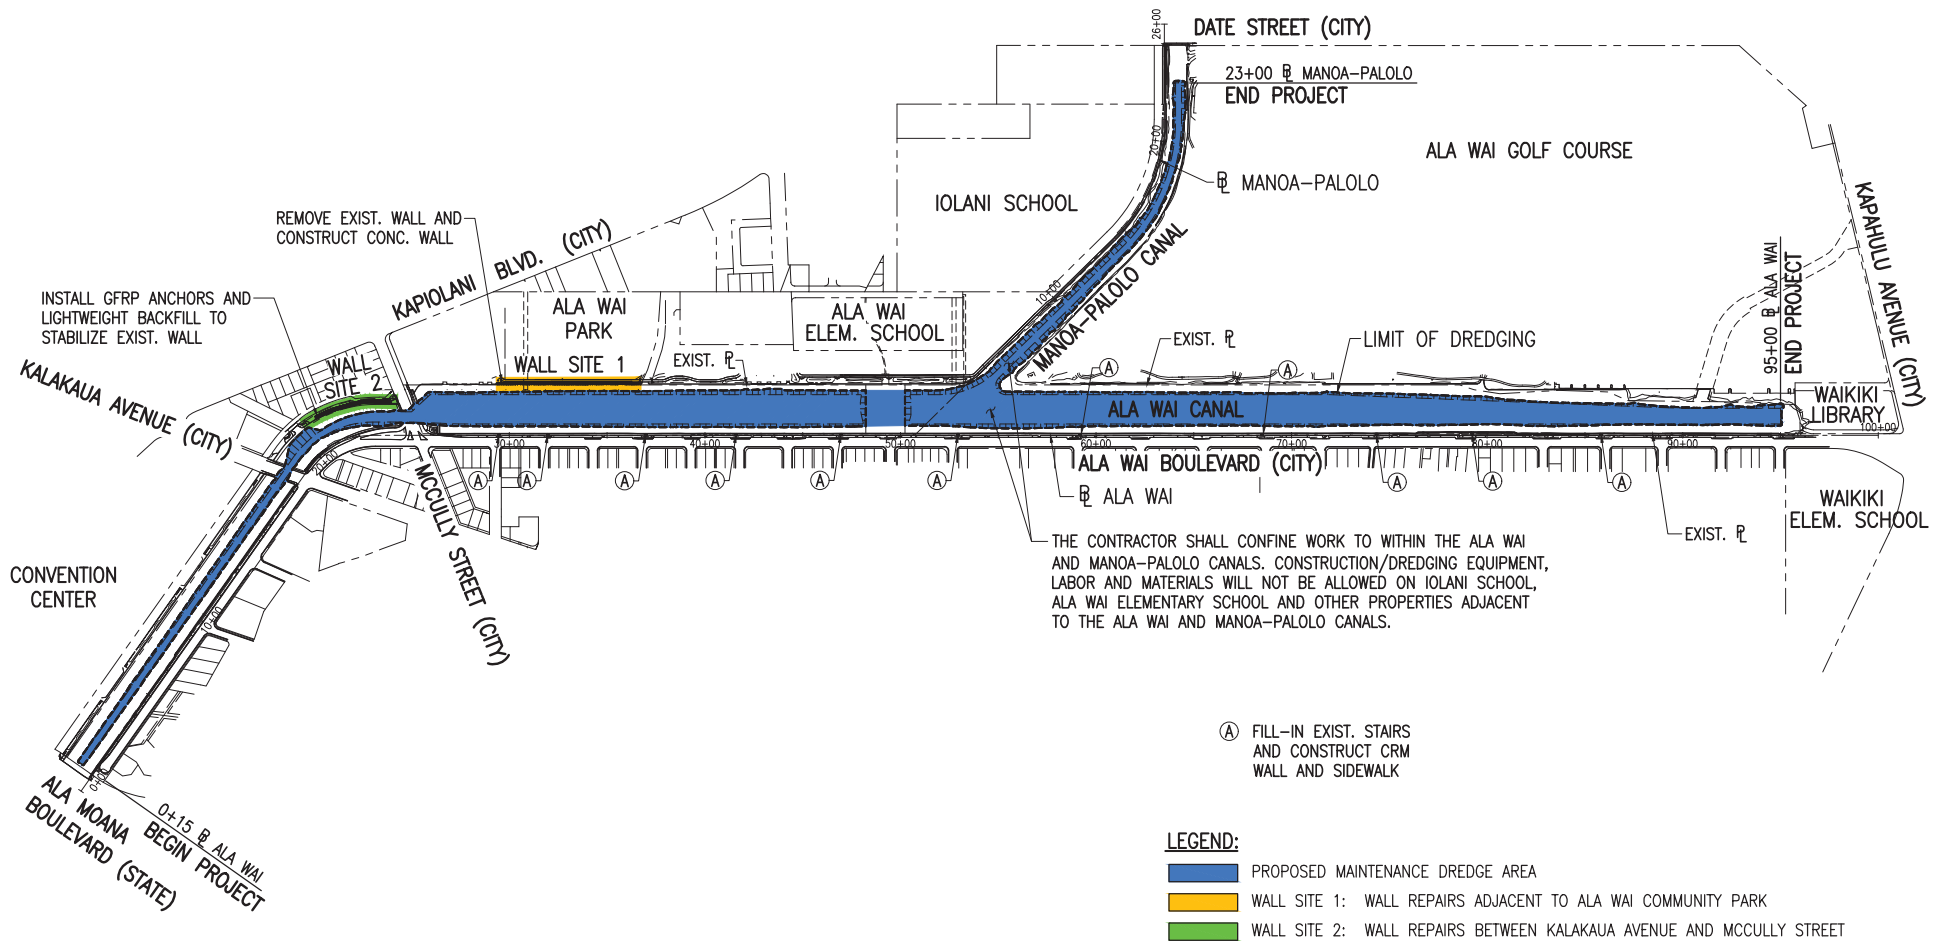 26+00
DATE STREET (CITY)
23+00 BL MANOA-PALOLO
END PROJECT
20+00
ALA WAI GOLF COURSE
BL MANOA-PALOLO
IOLANI SCHOOL
KAPAHULU AVENUE (CITY)
REMOVE EXIST. WALL AND
CONSTRUCT CONC. WALL
KAPIOLANI BLVD. (CITY)
MANOA-PALOLO CANAL
10+00
95+00 BL ALA WAI
END PROJECT
INSTALL GFRP ANCHORS AND
LIGHTWEIGHT BACKFILL TO
STABILIZE EXIST. WALL
ALA WAI
PARK
ALA WAI
ELEM. SCHOOL
EXIST. PL
LIMIT OF DREDGING
WALL SITE 1
EXIST. PL
WALL
SITE 2
KALAKAUA AVENUE (CITY)
A
A
ALA WAI CANAL
WAIKIKI
LIBRARY
20+00
30+00
40+00
50+00
60+00
70+00
80+00
90+00
100+00
ALA WAI BOULEVARD (CITY)
A
A
A
A
A
A
A
A
A
BL ALA WAI
MCCULLY STREET (CITY)
WAIKIKI
ELEM. SCHOOL
EXIST. PL
THE CONTRACTOR SHALL CONFINE WORK TO WITHIN THE ALA WAI
AND MANOA-PALOLO CANALS. CONSTRUCTION/DREDGING EQUIPMENT,
LABOR AND MATERIALS WILL NOT BE ALLOWED ON IOLANI SCHOOL,
ALA WAI ELEMENTARY SCHOOL AND OTHER PROPERTIES ADJACENT
TO THE ALA WAI AND MANOA-PALOLO CANALS.
CONVENTION
CENTER
10+00
0+00
ALA MOANA
BOULEVARD (STATE)
0+15 BL ALA WAI
BEGIN PROJECT
A FILL-IN EXIST. STAIRS
AND CONSTRUCT CRM
WALL AND SIDEWALK
LEGEND:
PROPOSED MAINTENANCE DREDGE AREA
WALL SITE 1: WALL REPAIRS ADJACENT TO ALA WAI COMMUNITY PARK
WALL SITE 2: WALL REPAIRS BETWEEN KALAKAUA AVENUE AND MCCULLY STREET